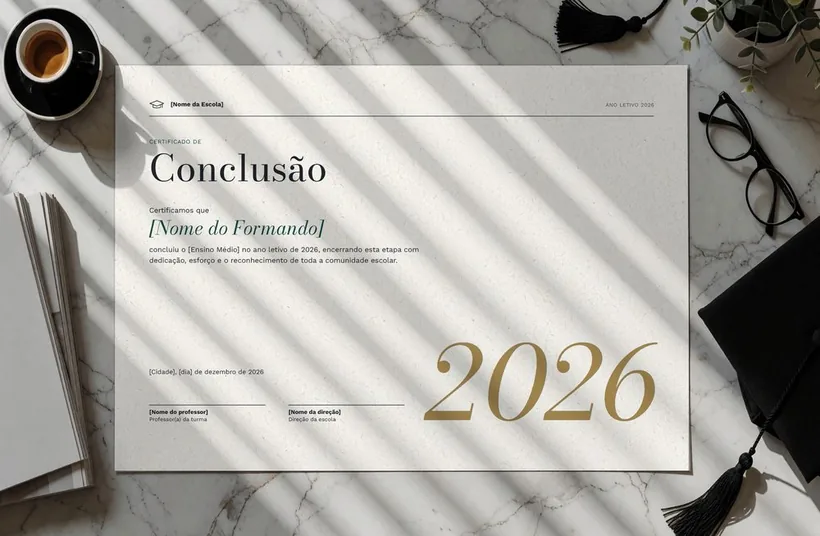 [Nome da Escola]
ANO LETIVO 2026
CERTIFICADO DE
Conclusão
Certificamos que
[Nome do Formando]
concluiu o [Ensino Médio] no ano letivo de 2026, encerrando esta etapa com
dedicação, esforço e o reconhecimento de toda a comunidade escolar.
[Cidade], [dia] de dezembro de 2026
[Nome do professor]
Professor(a) da turma
[Nome da direção]
Direção da escola
2026